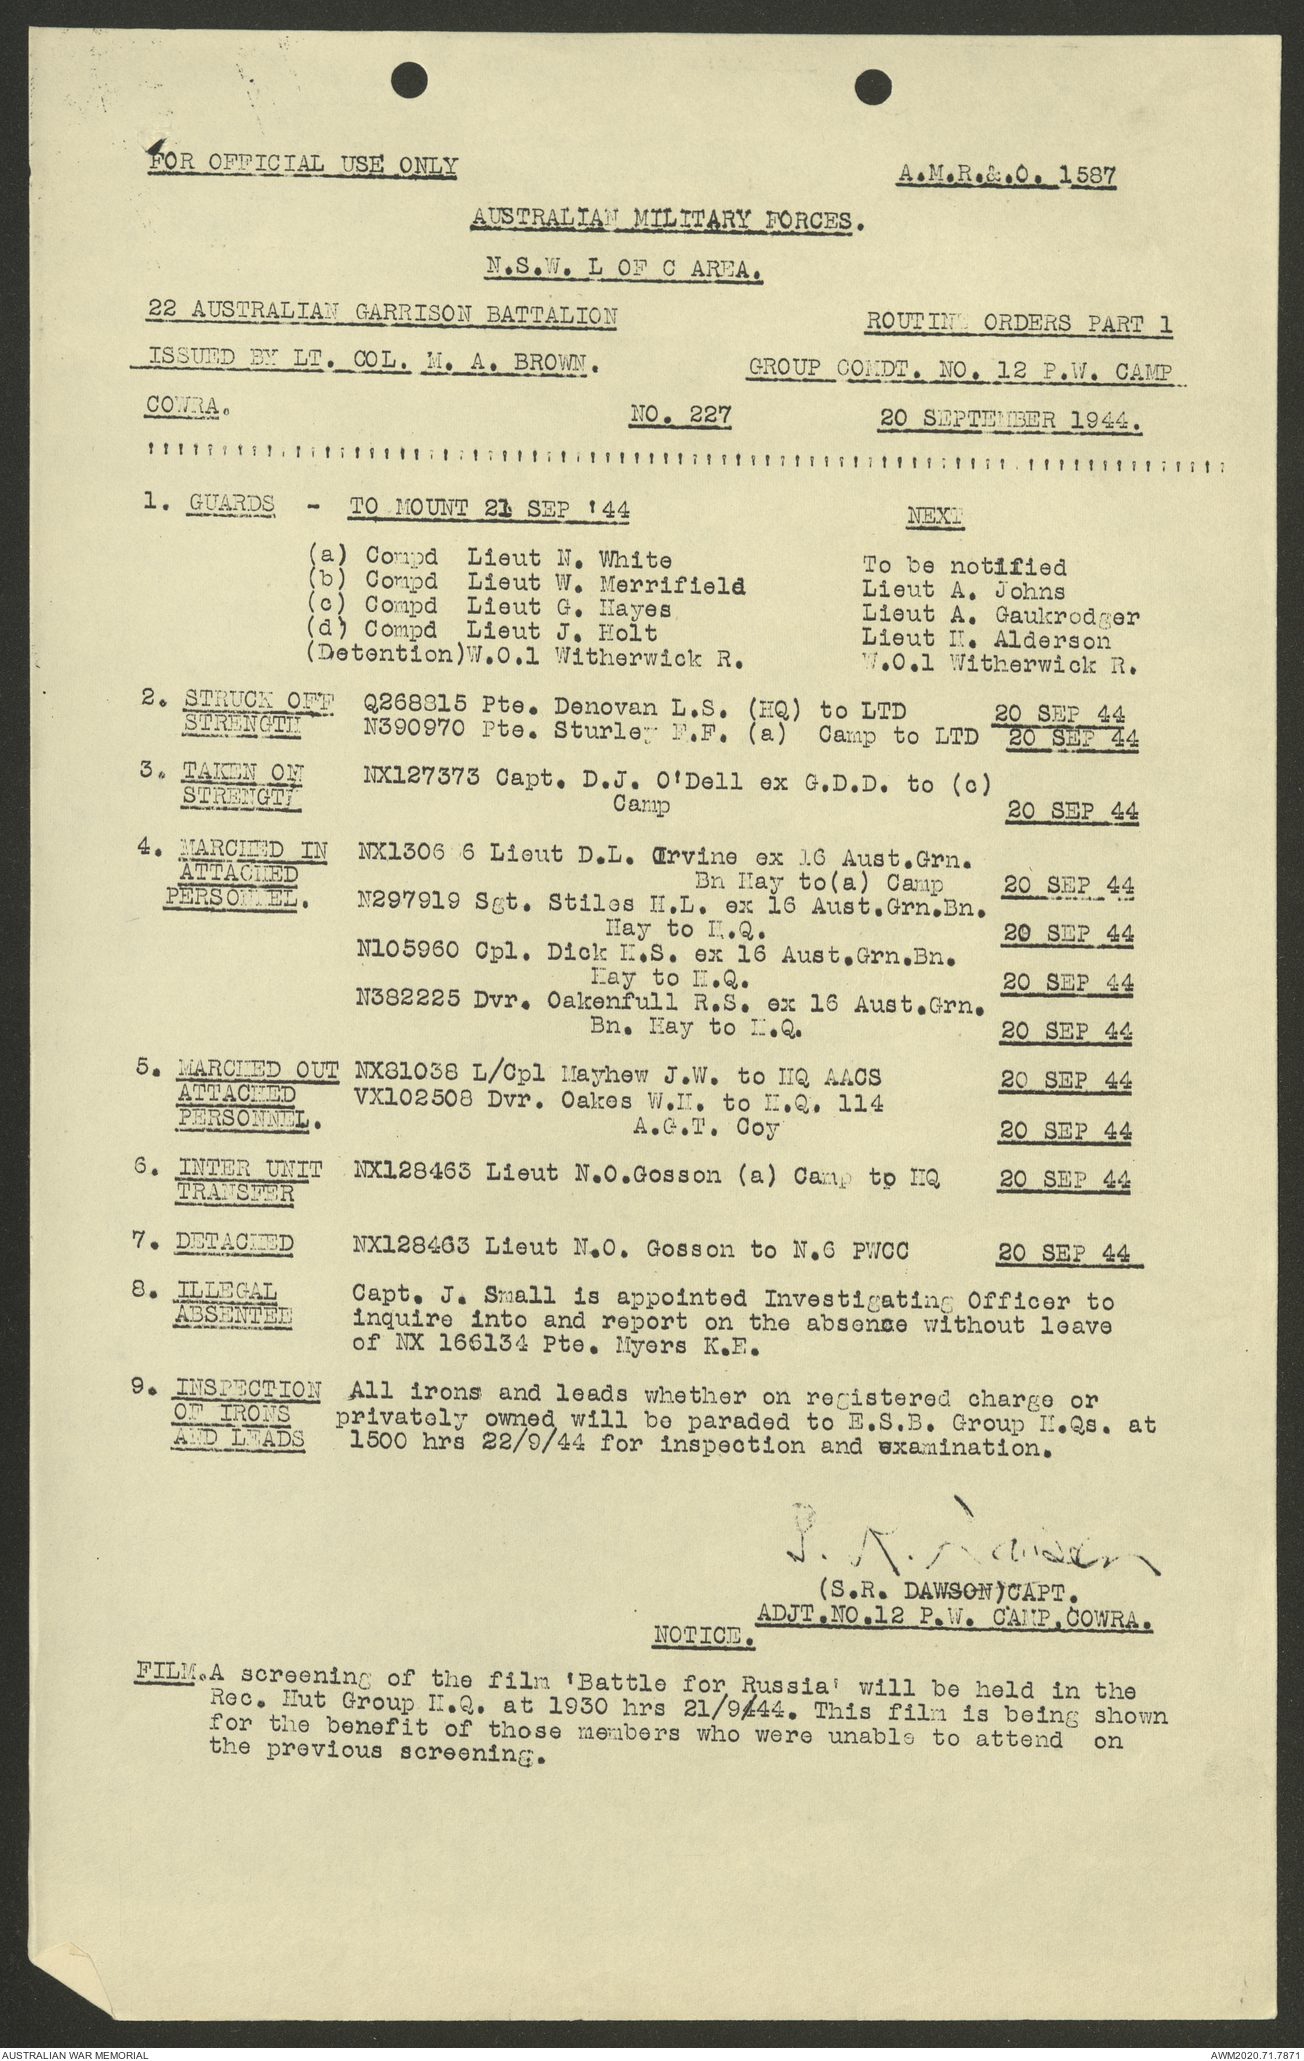 FOR OFFICIAL USE ONLY
A.M.R.&.O. 1587
AUSTRALIAN MILITARY FORCES.
N.S.W. L OF C AREA.
22 AUSTRALIAN GARRISON BATTALION
ROUTINE ORDERS PART 1
ISSUED BY LT. COL. M. A. BROWN.
GROUP COMDT. NO. 12 P.W. CAMP
COWRA. NO. 227 20 SEPTEMBER 1944.
1. GUARDS - TO MOUNT 21 SEP '44 NEXT
(a) Compd Lieut N. White To be notified
(b) Compd Lieut W. Merrifield Lieut A. Johns
(c) Compd Lieut G. Hayes Lieut A. Gaukrodger
(d) Compd Lieut J. Holt Lieut H. Alderson
(Detention)W.O.1 Witherwick R. W.O.1 Witherwick R.
2. STRUCK OFF Q268815 Pte. Denovan L.S. (HQ) to LTD 20 SEP 44
STRENGTH N390970 Pte. Sturley F.F. (a) Camp to LTD 20 SEP 44
3. TAKEN ON NX127373 Capt. D.J. O'Dell ex G.D.D. to (c)
STRENGTH Camp 20 SEP 44
4. MARCHED IN NX1306 6 Lieut D.L. Irvine ex 16 Aust.Grn.
ATTACHED Bn Hay to(a) Camp 20 SEP 44
PERSONNEL. N297919 Sgt. Stiles H.L. ex 16 Aust.Grn.Bn.
Hay to H.Q. 20 SEP 44
N105960 Cpl. Dick H.S. ex 16 Aust.Grn.Bn.
Hay to H.Q. 20 SEP 44
N382225 Dvr. Oakenfull R.S. ex 16 Aust.Grn.
Bn. Hay to H.Q. 20 SEP 44
5. MARCHED OUT NX81038 L/Cpl Mayhew J.W. to HQ AACS 20 SEP 44
ATTACHED VX102508 Dvr. Oakes W.H. to H.Q. 114
PERSONNEL. A.G.T. Coy 20 SEP 44
6. INTER UNIT NX128463 Lieut N.O.Gosson (a) Camp to HQ 20 SEP 44
TRANSFER
7. DETACHED NX128463 Lieut N.O. Gosson to N.6 PWCC 20 SEP 44
8. ILLEGAL Capt. J. Small is appointed Investigating Officer to
ABSENTEE inquire into and report on the absence without leave
of NX 166134 Pte. Myers K.E.
9. INSPECTION All irons and leads whether on registered charge or
OF IRONS privately owned will be paraded to E.S.B. Group H.Qs. at
AND LEADS 1500 hrs 22/9/44 for inspection and examination.
S. R. Dawson
(S.R. DAWSON)CAPT.
ADJT.NO.12 P.W. CAMP,COWRA.
NOTICE.
FILM.A screening of the film 'Battle for Russia' will be held in the
Rec. Hut Group H.Q. at 1930 hrs 21/9/44. This film is being shown
for the benefit of those members who were unable to attend on
the previous screening.
AUSTRALIAN WAR MEMORIAL
AWM2020.71.7871